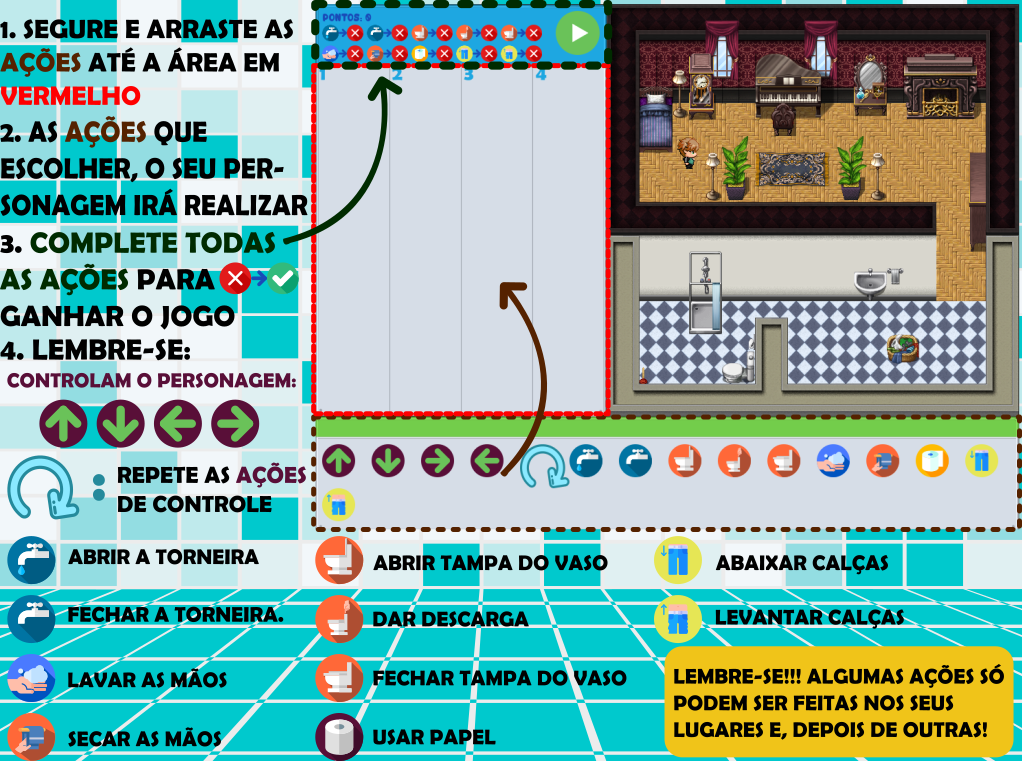 1. SEGURE E ARRASTE AS
AÇÕES ATÉ A ÁREA EM
VERMELHO
2. AS AÇÕES QUE
ESCOLHER, O SEU PER-
SONAGEM IRÁ REALIZAR
3. COMPLETE TODAS
AS AÇÕES PARA
GANHAR O JOGO
4. LEMBRE-SE:
CONTROLAM O PERSONAGEM:
: REPETE AS AÇÕES
DE CONTROLE
PONTOS: 0
1 2 3 4
ABRIR A TORNEIRA
FECHAR A TORNEIRA.
LAVAR AS MÃOS
SECAR AS MÃOS
ABRIR TAMPA DO VASO
DAR DESCARGA
FECHAR TAMPA DO VASO
USAR PAPEL
ABAIXAR CALÇAS
LEVANTAR CALÇAS
LEMBRE-SE!!! ALGUMAS AÇÕES SÓ
PODEM SER FEITAS NOS SEUS
LUGARES E, DEPOIS DE OUTRAS!